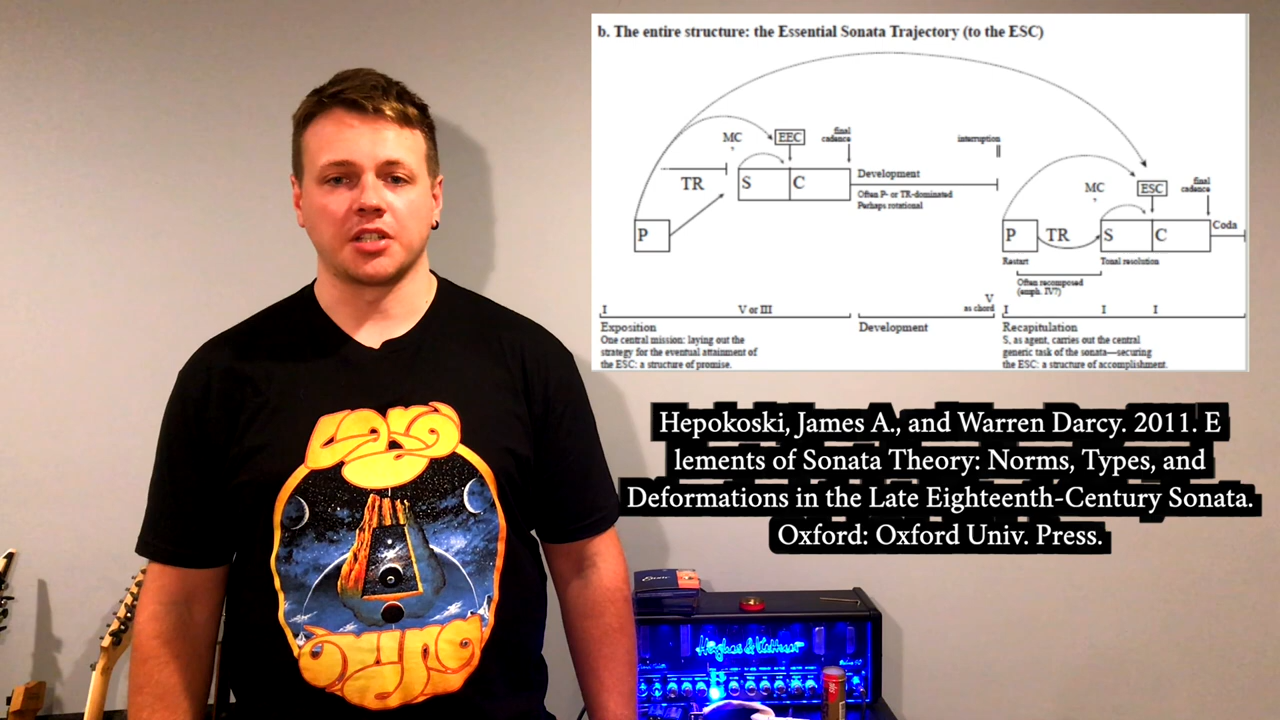 b. The entire structure: the Essential Sonata Trajectory (to the ESC)
MC
EEC
final
cadence
interruption
TR
S
C
Development
Often P- or TR-dominated
Perhaps rotational
P
MC
ESC
final
cadence
P
TR
S
C
Coda
Restart
Tonal resolution
Often recomposed
(emph. IV?)
I
V or III
V
as chord
I
I
I
Exposition
One central mission: laying out the
strategy for the eventual attainment of
the ESC: a structure of promise.
Development
Recapitulation
S, as agent, carries out the central
generic task of the sonata—securing
the ESC: a structure of accomplishment.
Hepokoski, James A., and Warren Darcy. 2011. E
lements of Sonata Theory: Norms, Types, and
Deformations in the Late Eighteenth-Century Sonata.
Oxford: Oxford Univ. Press.
Hughes & Kettner